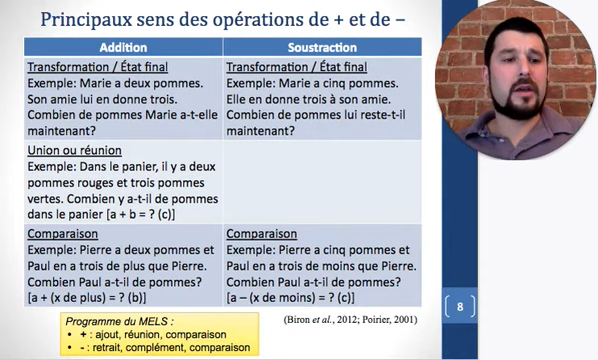 Principaux sens des opérations de + et de –
Addition
Soustraction
Transformation / État final
Exemple: Marie a deux pommes.
Son amie lui en donne trois.
Combien de pommes Marie a-t-elle
maintenant?
Transformation / État final
Exemple: Marie a cinq pommes.
Elle en donne trois à son amie.
Combien de pommes lui reste-t-il
maintenant?
Union ou réunion
Exemple: Dans le panier, il y a deux
pommes rouges et trois pommes
vertes. Combien y a-t-il de pommes
dans le panier [a + b = ? (c)]
Comparaison
Exemple: Pierre a deux pommes et
Paul en a trois de plus que Pierre.
Combien Paul a-t-il de pommes?
[a + (x de plus) = ? (b)]
Comparaison
Exemple: Pierre a cinq pommes et
Paul en a trois de moins que Pierre.
Combien Paul a-t-il de pommes?
[a – (x de moins) = ? (c)]
Programme du MELS :
• + : ajout, réunion, comparaison
• - : retrait, complément, comparaison
(Biron et al., 2012; Poirier, 2001)
8